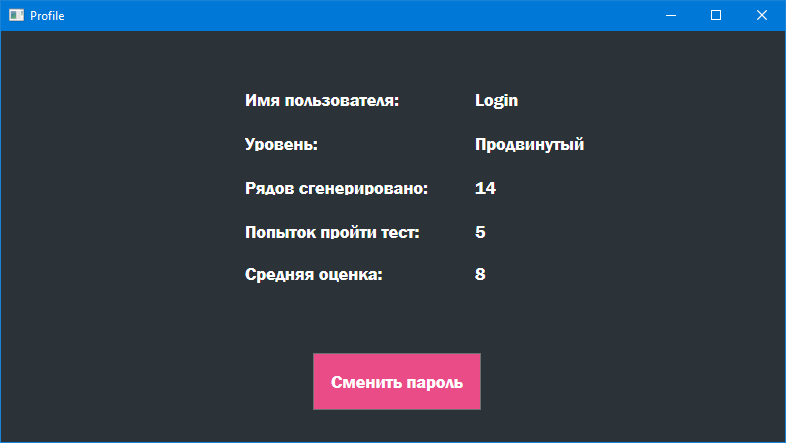 Profile
Имя пользователя: Login
Уровень: Продвинутый
Рядов сгенерировано: 14
Попыток пройти тест: 5
Средняя оценка: 8
Сменить пароль